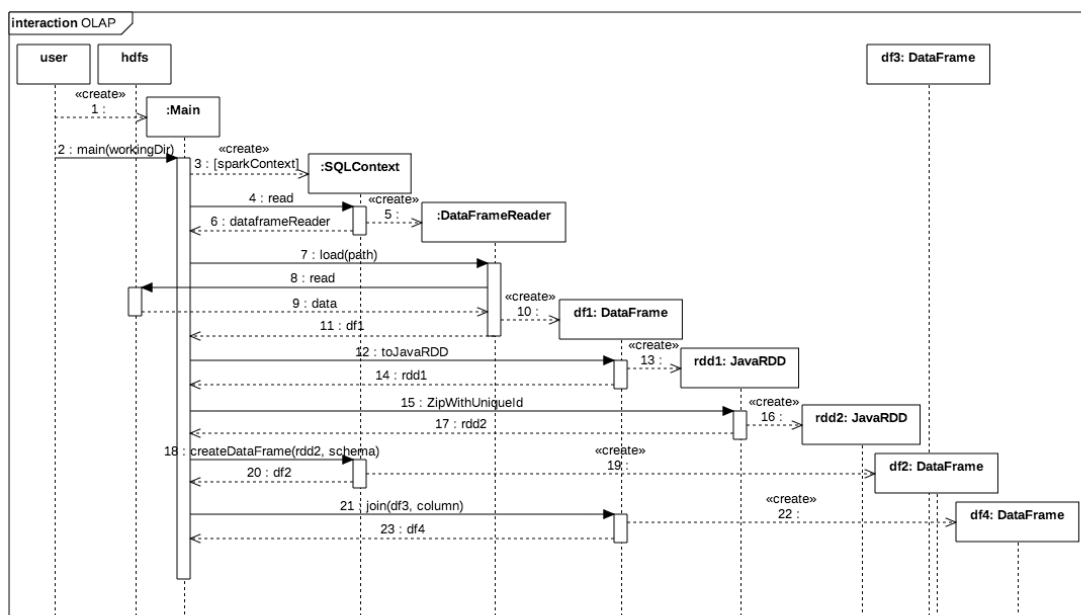 interaction OLAP
user
hdfs
df3: DataFrame
«create»
1 :
:Main
2 : main(workingDir)
«create»
3 : [sparkContext]
:SQLContext
4 : read
«create»
5 :
:DataFrameReader
6 : dataframeReader
7 : load(path)
8 : read
9 : data
«create»
10 :
df1: DataFrame
11 : df1
12 : toJavaRDD
«create»
13 :
rdd1: JavaRDD
14 : rdd1
15 : ZipWithUniqueId
«create»
16 :
rdd2: JavaRDD
17 : rdd2
18 : createDataFrame(rdd2, schema)
«create»
19 :
df2: DataFrame
20 : df2
21 : join(df3, column)
«create»
22 :
df4: DataFrame
23 : df4